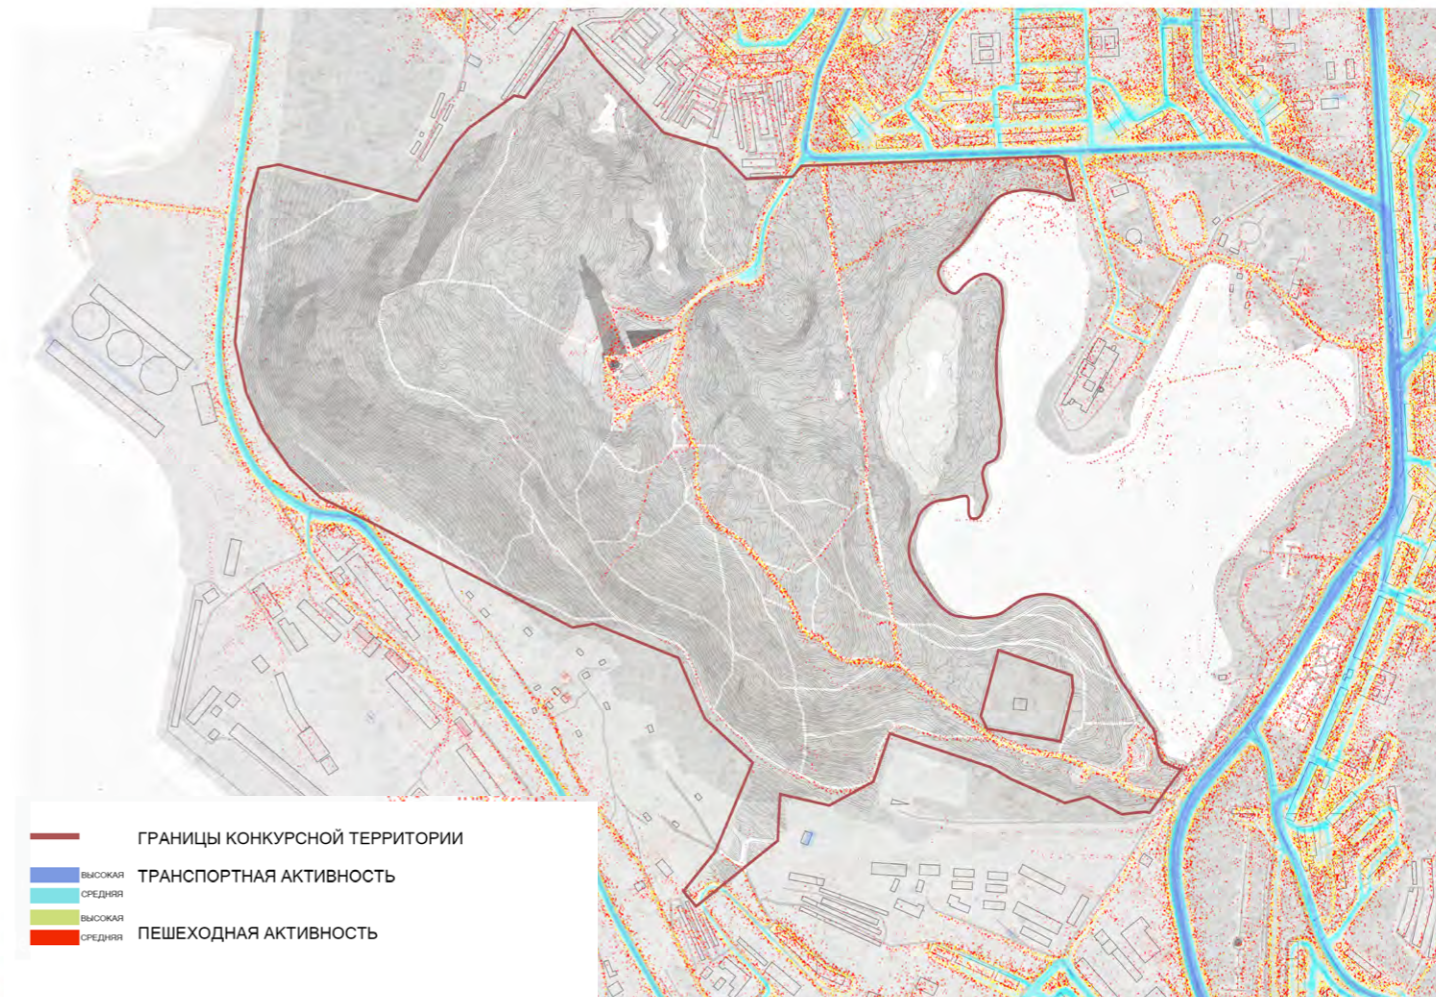 ГРАНИЦЫ КОНКУРСНОЙ ТЕРРИТОРИИ
ВЫСОКАЯ ТРАНСПОРТНАЯ АКТИВНОСТЬ
СРЕДНЯЯ
ВЫСОКАЯ
СРЕДНЯЯ ПЕШЕХОДНАЯ АКТИВНОСТЬ